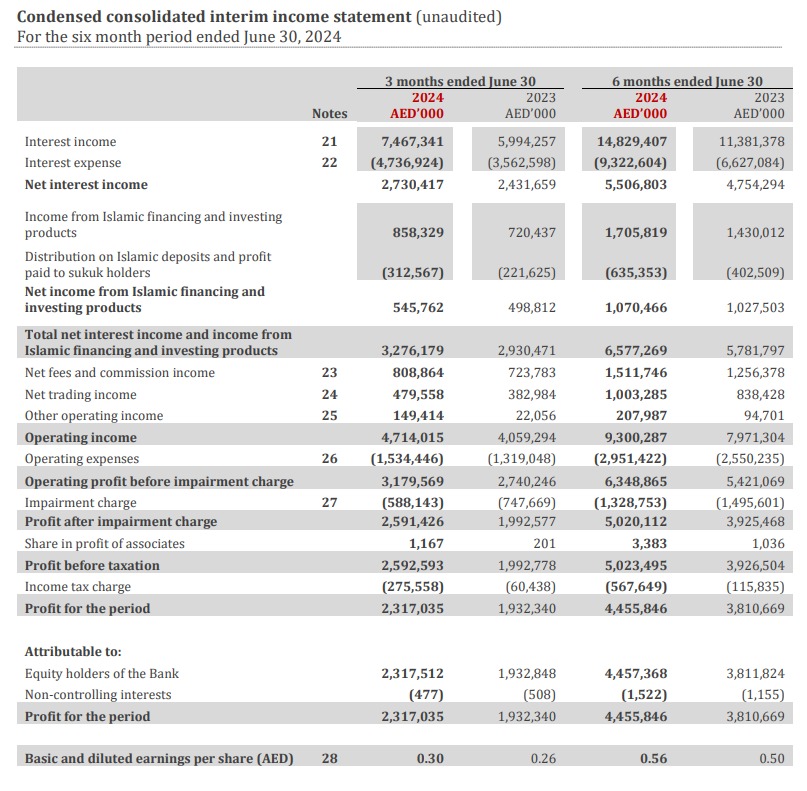 Condensed consolidated interim income statement (unaudited)
For the six month period ended June 30, 2024
3 months ended June 30 6 months ended June 30
2024 2023 2024 2023
Notes AED'000 AED'000 AED'000 AED'000
Interest income 21 7,467,341 5,994,257 14,829,407 11,381,378
Interest expense 22 (4,736,924) (3,562,598) (9,322,604) (6,627,084)
Net interest income 2,730,417 2,431,659 5,506,803 4,754,294
Income from Islamic financing and investing
products 858,329 720,437 1,705,819 1,430,012
Distribution on Islamic deposits and profit
paid to sukuk holders (312,567) (221,625) (635,353) (402,509)
Net income from Islamic financing and
investing products 545,762 498,812 1,070,466 1,027,503
Total net interest income and income from
Islamic financing and investing products 3,276,179 2,930,471 6,577,269 5,781,797
Net fees and commission income 23 808,864 723,783 1,511,746 1,256,378
Net trading income 24 479,558 382,984 1,003,285 838,428
Other operating income 25 149,414 22,056 207,987 94,701
Operating income 4,714,015 4,059,294 9,300,287 7,971,304
Operating expenses 26 (1,534,446) (1,319,048) (2,951,422) (2,550,235)
Operating profit before impairment charge 3,179,569 2,740,246 6,348,865 5,421,069
Impairment charge 27 (588,143) (747,669) (1,328,753) (1,495,601)
Profit after impairment charge 2,591,426 1,992,577 5,020,112 3,925,468
Share in profit of associates 1,167 201 3,383 1,036
Profit before taxation 2,592,593 1,992,778 5,023,495 3,926,504
Income tax charge (275,558) (60,438) (567,649) (115,835)
Profit for the period 2,317,035 1,932,340 4,455,846 3,810,669
Attributable to:
Equity holders of the Bank 2,317,512 1,932,848 4,457,368 3,811,824
Non-controlling interests (477) (508) (1,522) (1,155)
Profit for the period 2,317,035 1,932,340 4,455,846 3,810,669
Basic and diluted earnings per share (AED) 28 0.30 0.26 0.56 0.50